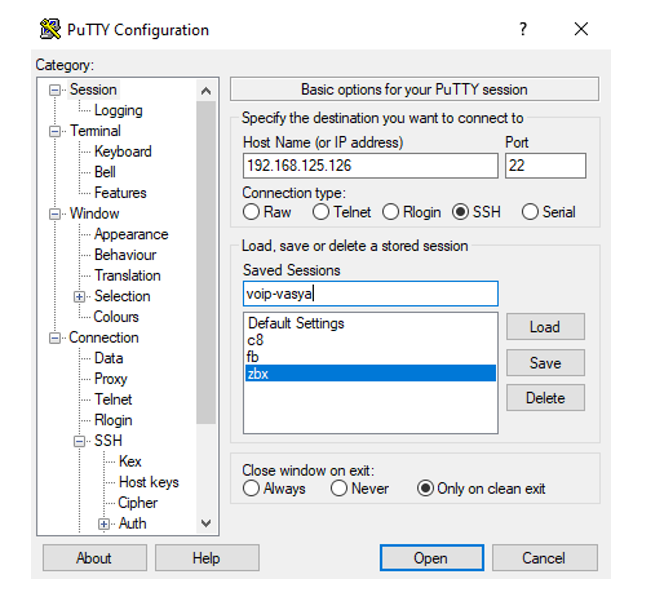 PuTTY Configuration
?
Category:
Session
Logging
Terminal
Keyboard
Bell
Features
Window
Appearance
Behaviour
Translation
Selection
Colours
Connection
Data
Proxy
Telnet
Rlogin
SSH
Kex
Host keys
Cipher
Auth
Basic options for your PuTTY session
Specify the destination you want to connect to
Host Name (or IP address) Port
192.168.125.126 22
Connection type:
Raw Telnet Rlogin SSH Serial
Load, save or delete a stored session
Saved Sessions
voip-vasya
Default Settings
c8
fb
zbx
Load
Save
Delete
Close window on exit:
Always Never Only on clean exit
About Help Open Cancel